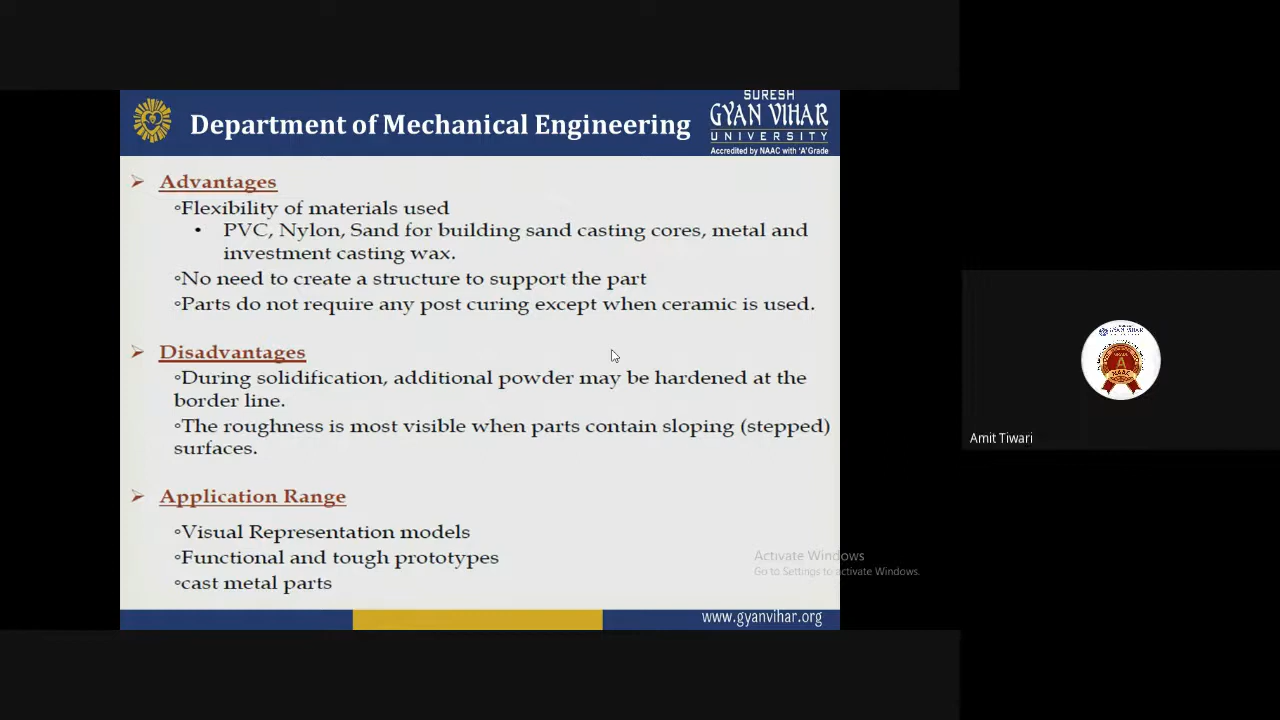 SURESH
GYAN VIHAR
UNIVERSITY
Accredited by NAAC with 'A' Grade
Department of Mechanical Engineering
➢ Advantages
◦Flexibility of materials used
• PVC, Nylon, Sand for building sand casting cores, metal and
investment casting wax.
◦No need to create a structure to support the part
◦Parts do not require any post curing except when ceramic is used.
➢ Disadvantages
◦During solidification, additional powder may be hardened at the
border line.
◦The roughness is most visible when parts contain sloping (stepped)
surfaces.
➢ Application Range
◦Visual Representation models
◦Functional and tough prototypes
◦cast metal parts
Activate Windows
Go to Settings to activate Windows.
www.gyanvihar.org
GYAN VIHAR
A
NAAC
Amit Tiwari